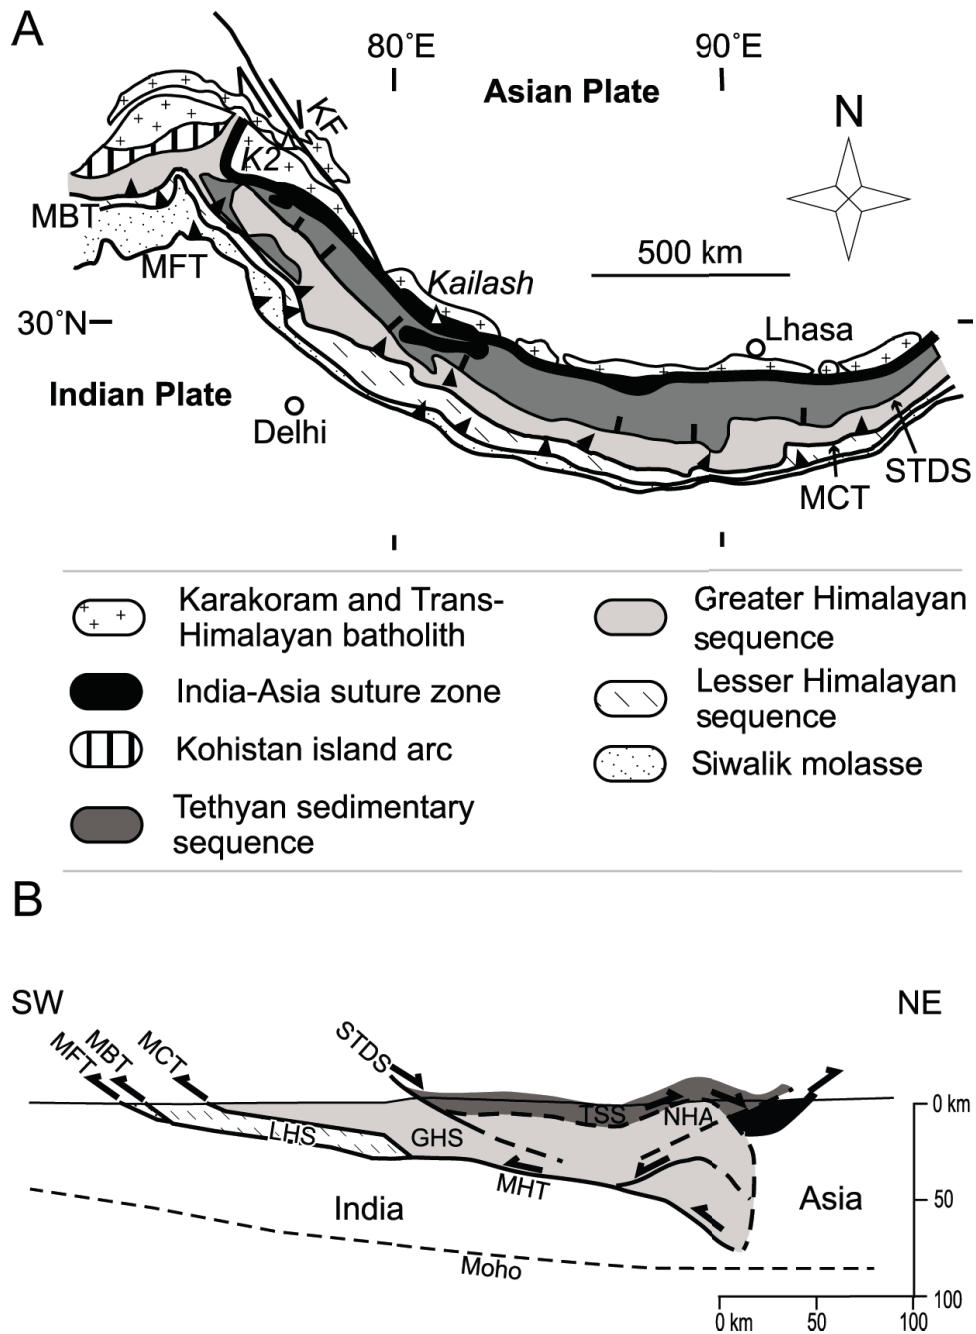 A
80°E
90°E
Asian Plate
N
KF
K2
MBT
MFT
500 km
Kailash
30°N
Lhasa
Indian Plate
Delhi
STDS
MCT
Karakoram and Trans-
Himalayan batholith
India-Asia suture zone
Kohistan island arc
Tethyan sedimentary
sequence
Greater Himalayan
sequence
Lesser Himalayan
sequence
Siwalik molasse
B
SW
NE
MFT
MBT
MCT
STDS
0 km
TSS
NHA
LHS
GHS
MHT
India
Asia
50
Moho
100
0 km
50
100